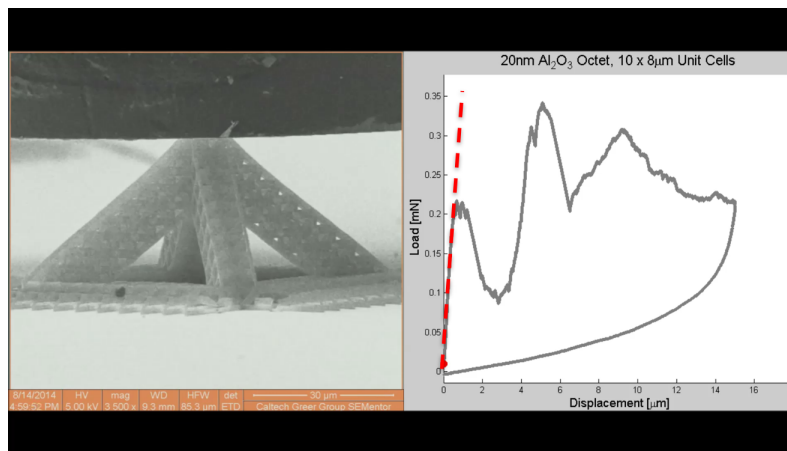 20nm Al₂O₃ Octet, 10 x 8μm Unit Cells
0.35
0.3
0.25
0.2
0.15
0.1
0.05
0
Load [mN]
0 2 4 6 8 10 12 14 16
Displacement [μm]
8/14/2014 HV mag WD HFW det 30 μm
4:59:52 PM 5.00 kV 3 500 x 9.3 mm 85.3 μm ETD Caltech Greer Group SEMentor